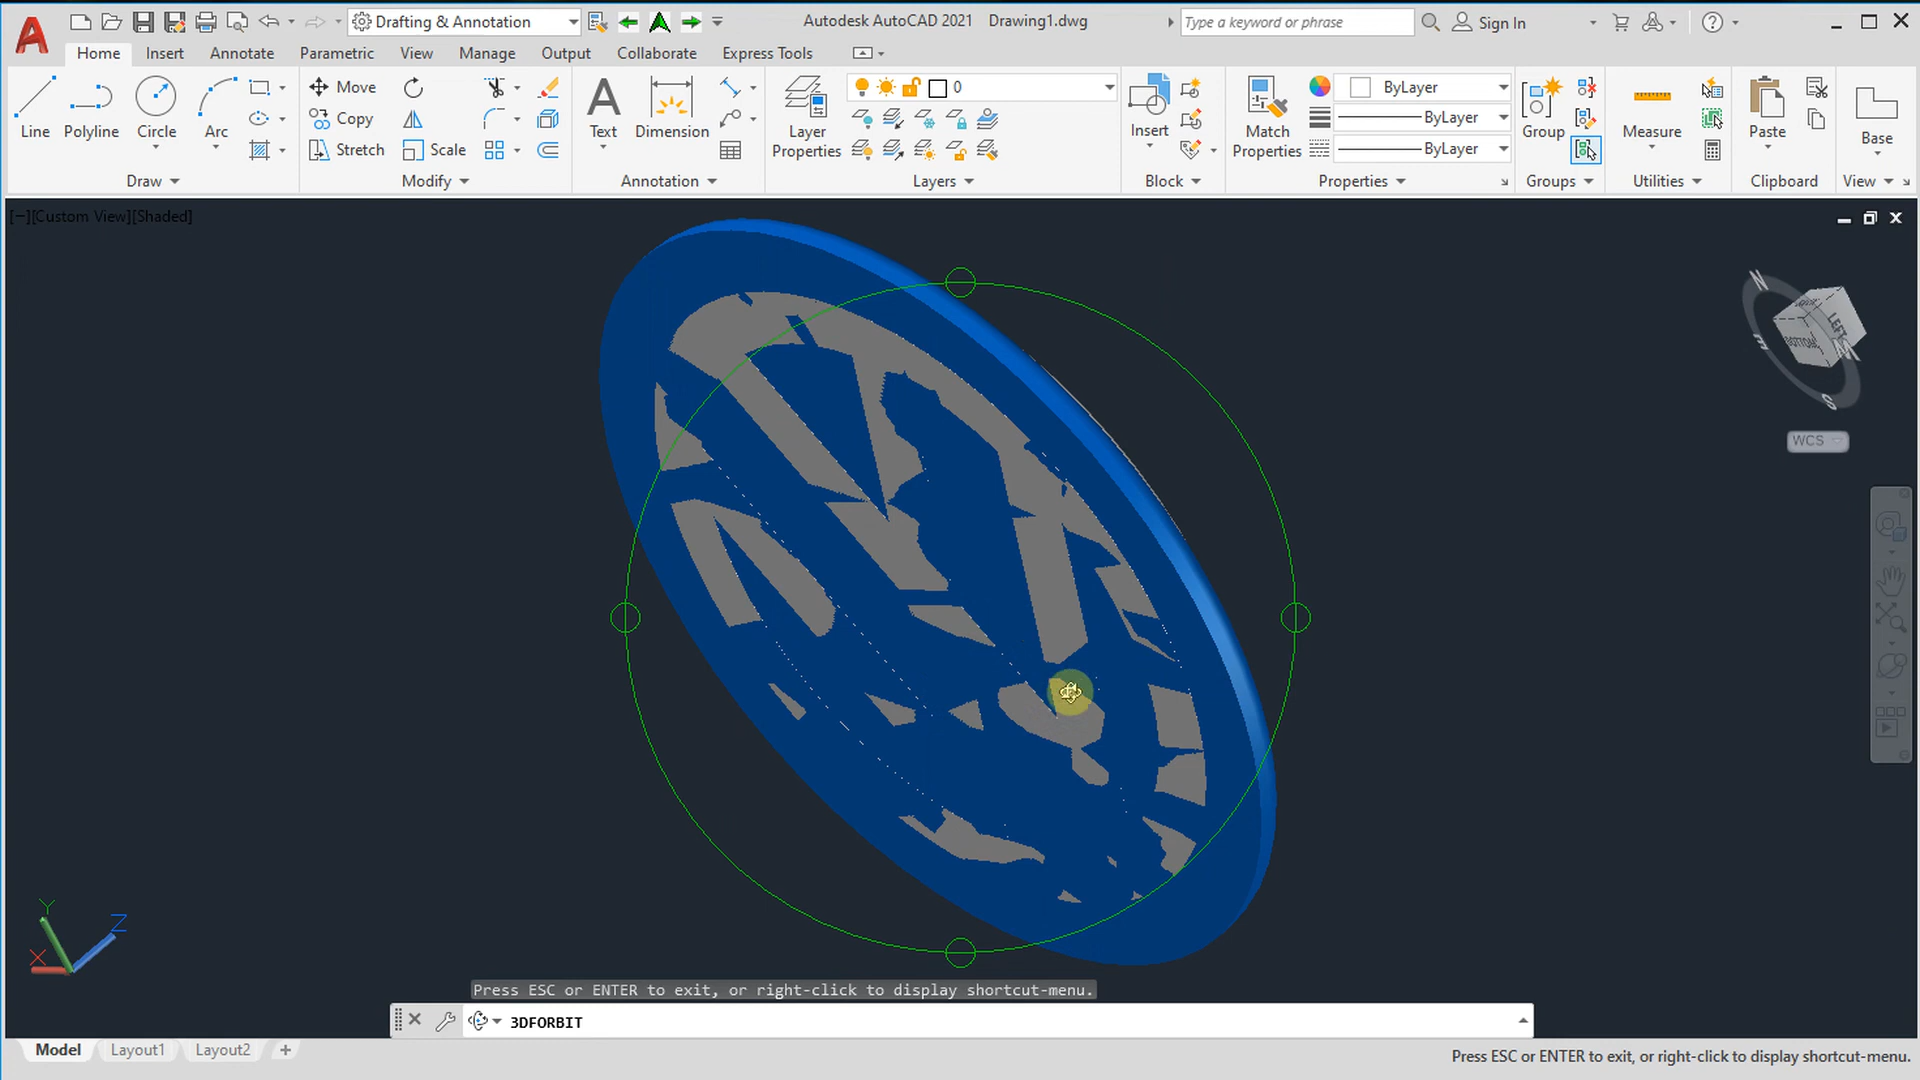 Drafting & Annotation
Autodesk AutoCAD 2021 Drawing1.dwg
Type a keyword or phrase
Sign In
Home Insert Annotate Parametric View Manage Output Collaborate Express Tools
Line
Polyline
Circle
Arc
Move
Copy
Stretch
Scale
Text
Dimension
Layer
Properties
0
Insert
Match
Properties
ByLayer
ByLayer
ByLayer
Group
Measure
Paste
Base
Draw
Modify
Annotation
Layers
Block
Properties
Groups
Utilities
Clipboard
View
[−][Custom View][Shaded]
N
LEFT
BOTTOM
E
S
WCS
Y
Z
X
Press ESC or ENTER to exit, or right-click to display shortcut-menu.
3DFORBIT
Model Layout1 Layout2 +
Press ESC or ENTER to exit, or right-click to display shortcut-menu.